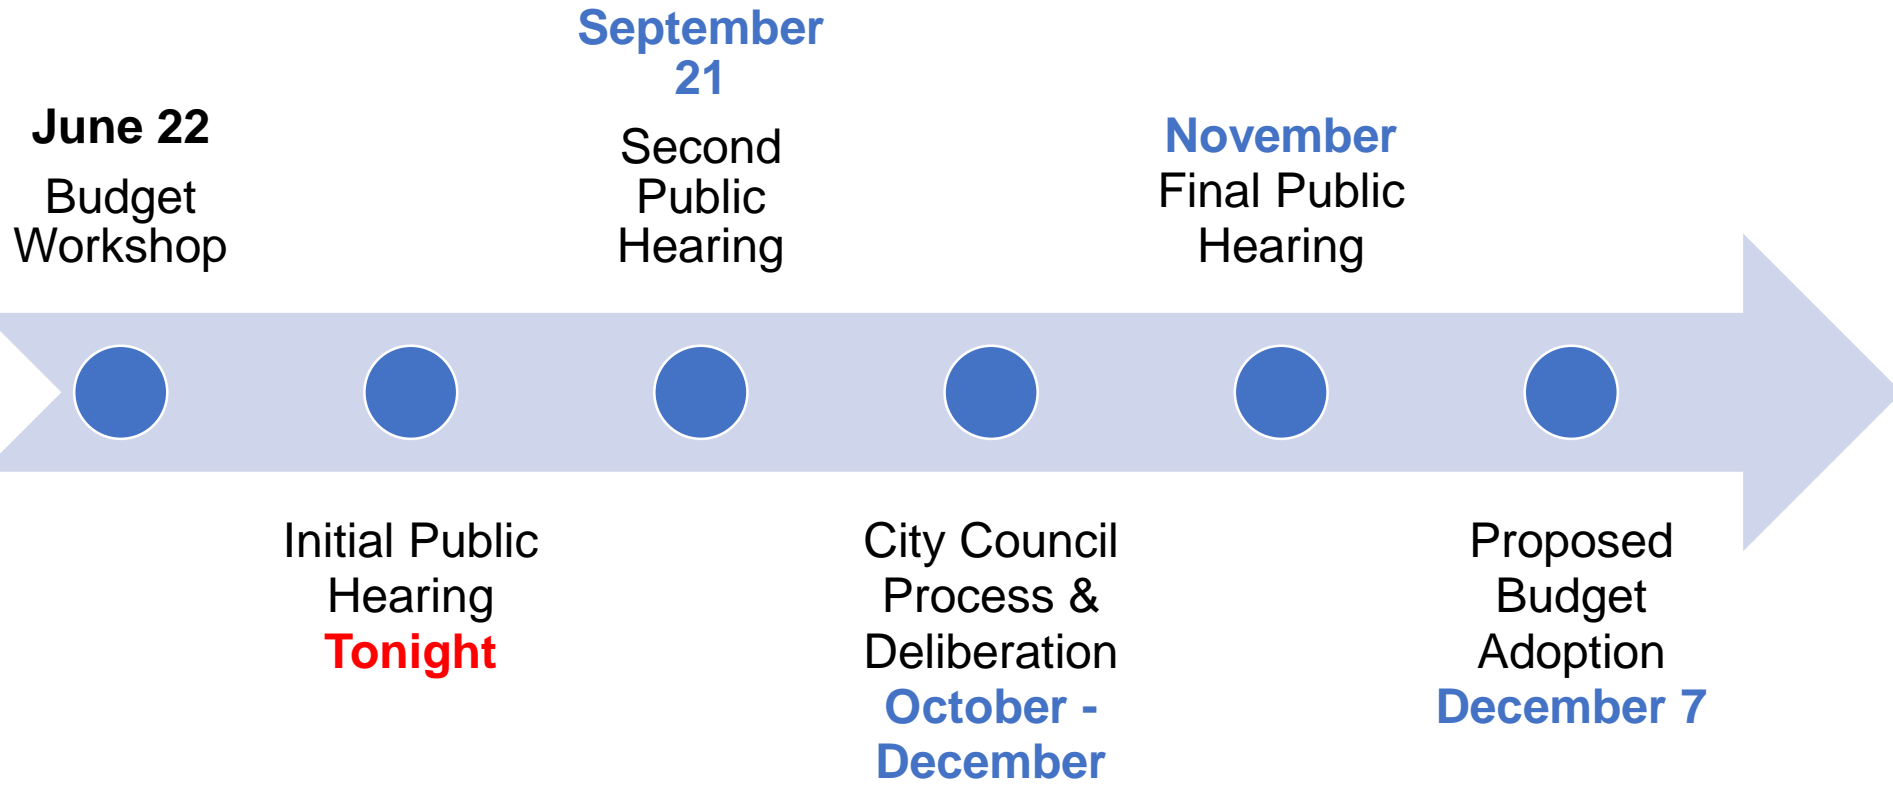 June 22
Budget
Workshop
Initial Public
Hearing
Tonight
September
21
Second
Public
Hearing
City Council
Process &
Deliberation
October -
December
November
Final Public
Hearing
Proposed
Budget
Adoption
December 7